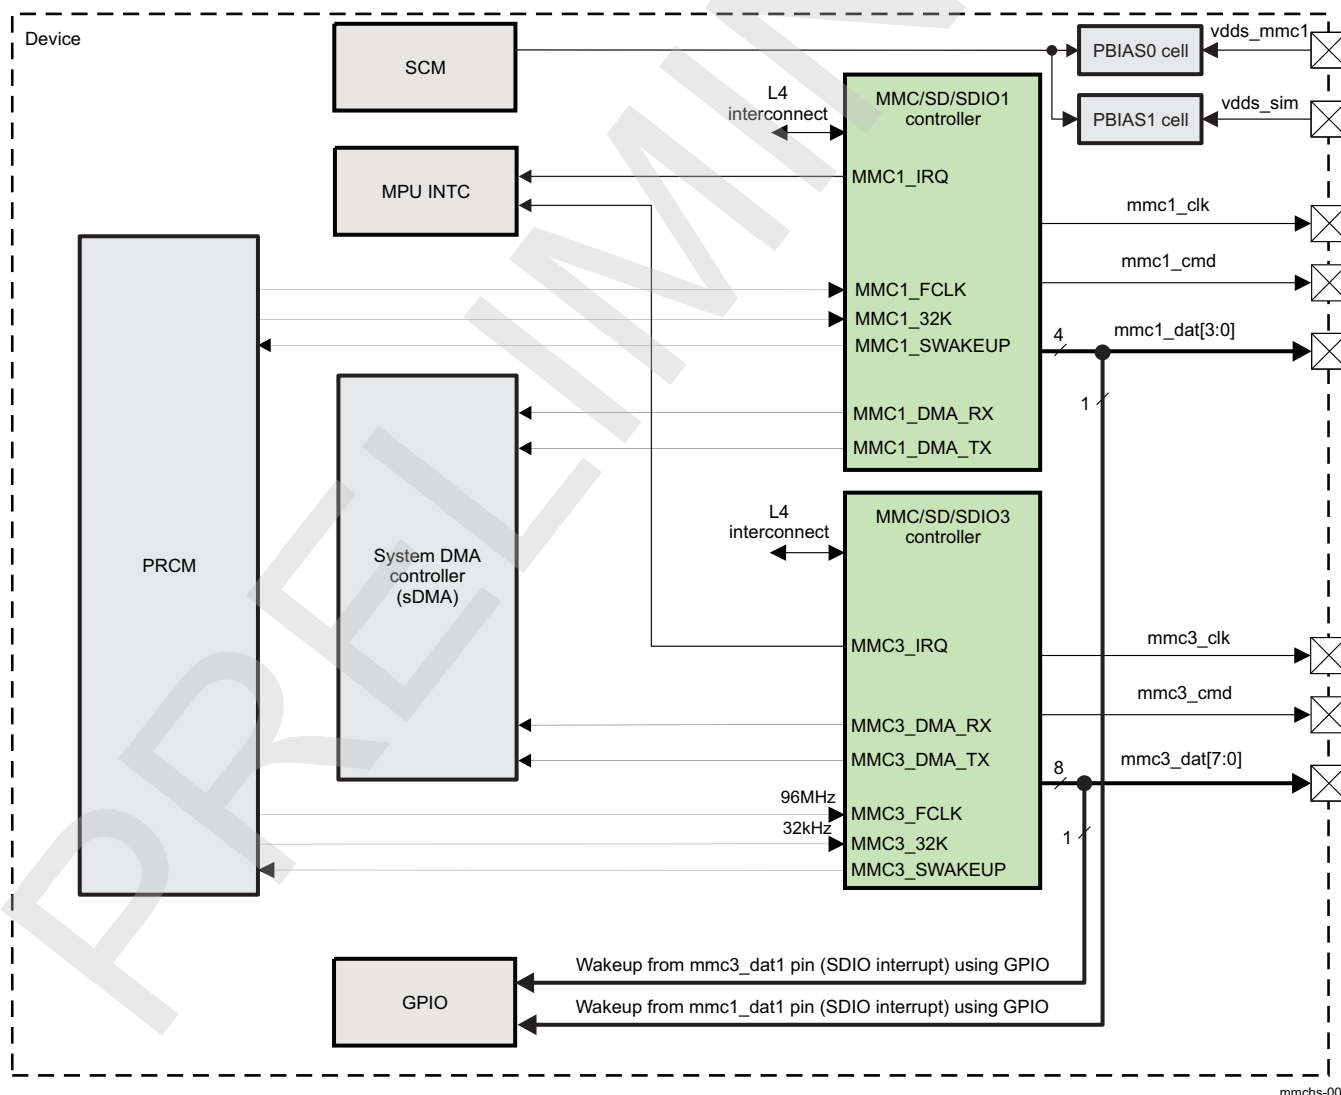 Device
SCM
vdds_mmc1
PBIAS0 cell
vdds_sim
PBIAS1 cell
L4
interconnect
MMC/SD/SDIO1
controller
MPU INTC
MMC1_IRQ
mmc1_clk
mmc1_cmd
MMC1_FCLK
MMC1_32K
MMC1_SWAKEUP
4
mmc1_dat[3:0]
1
MMC1_DMA_RX
MMC1_DMA_TX
PRCM
System DMA
controller
(sDMA)
L4
interconnect
MMC/SD/SDIO3
controller
MMC3_IRQ
mmc3_clk
mmc3_cmd
MMC3_DMA_RX
MMC3_DMA_TX
8
mmc3_dat[7:0]
96MHz
MMC3_FCLK
32kHz
MMC3_32K
1
MMC3_SWAKEUP
GPIO
Wakeup from mmc3_dat1 pin (SDIO interrupt) using GPIO
Wakeup from mmc1_dat1 pin (SDIO interrupt) using GPIO
mmchs-00